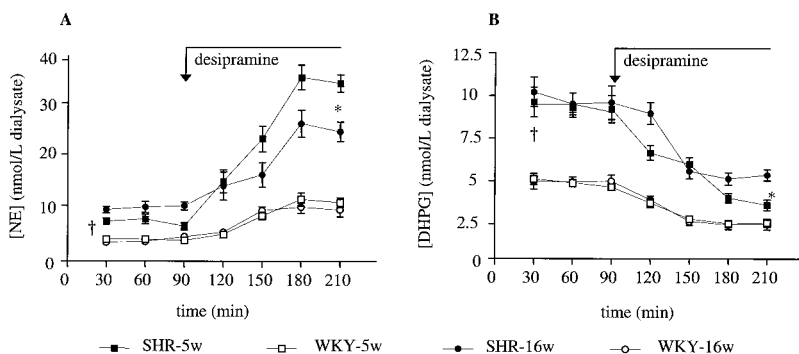 A
B
desipramine
desipramine
[NE] (nmol/L dialysate)
40
30
20
10
0
0 30 60 90 120 150 180 210
time (min)
†
*
[DHPG] (nmol/L dialysate)
12.5
10
7.5
5
2.5
0
0 30 60 90 120 150 180 210
time (min)
†
*
SHR-5w WKY-5w SHR-16w WKY-16w